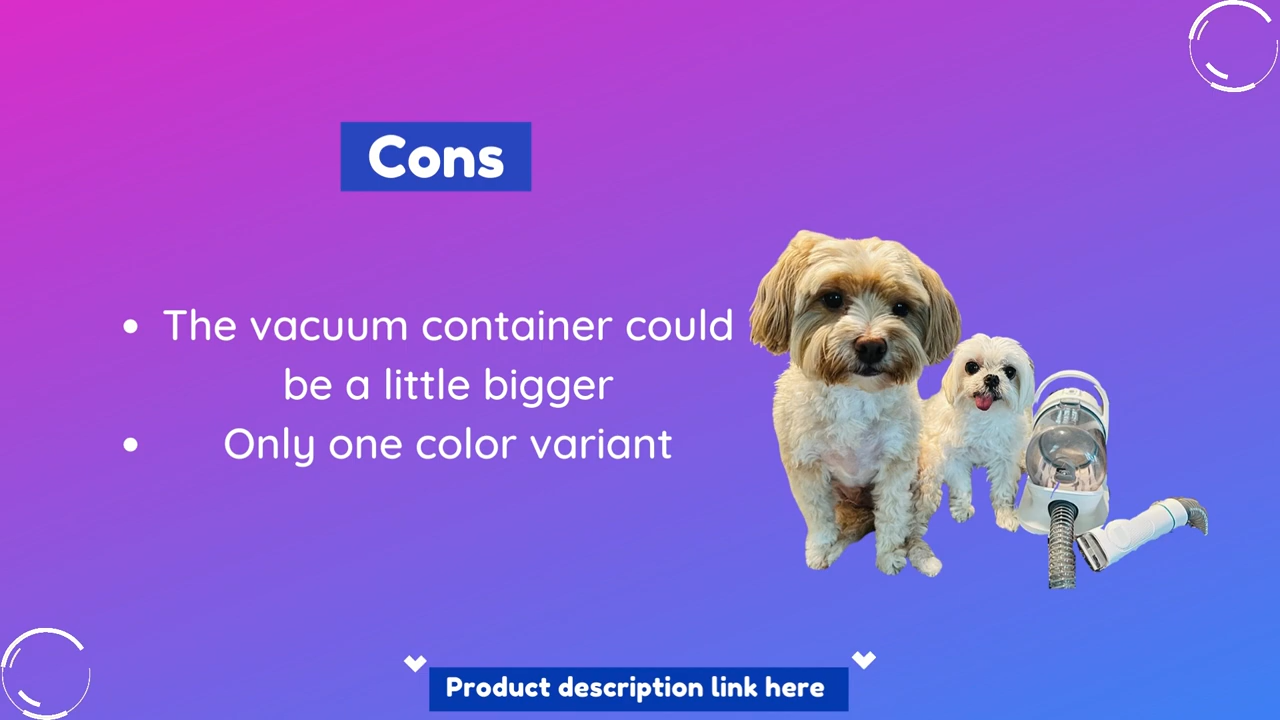 Cons
The vacuum container could
be a little bigger
Only one color variant
Product description link here